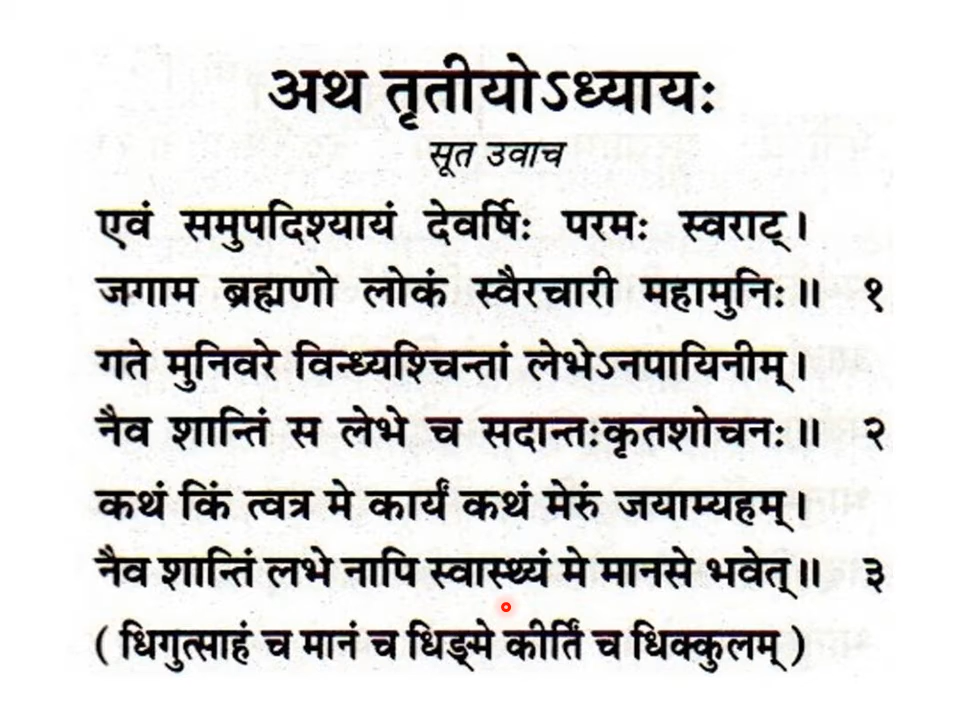 अथ तृतीयोऽध्यायः
सूत उवाच
एवं समुपदिश्यायं देवर्षिः परमः स्वराट्।
जगाम ब्रह्मणो लोकं स्वैरचारी महामुनिः॥ १
गते मुनिवरे विन्ध्यश्चिन्तां लेभेऽनपायिनीम्।
नैव शान्तिं स लेभे च सदान्तःकृतशोचनः॥ २
कथं किं त्वत्र मे कार्यं कथं मेरुं जयाम्यहम्।
नैव शान्तिं लभे नापि स्वास्थ्यं मे मानसे भवेत्॥ ३
( धिगुत्साहं च मानं च धिङ्मे कीर्तिं च धिक्कुलम् )